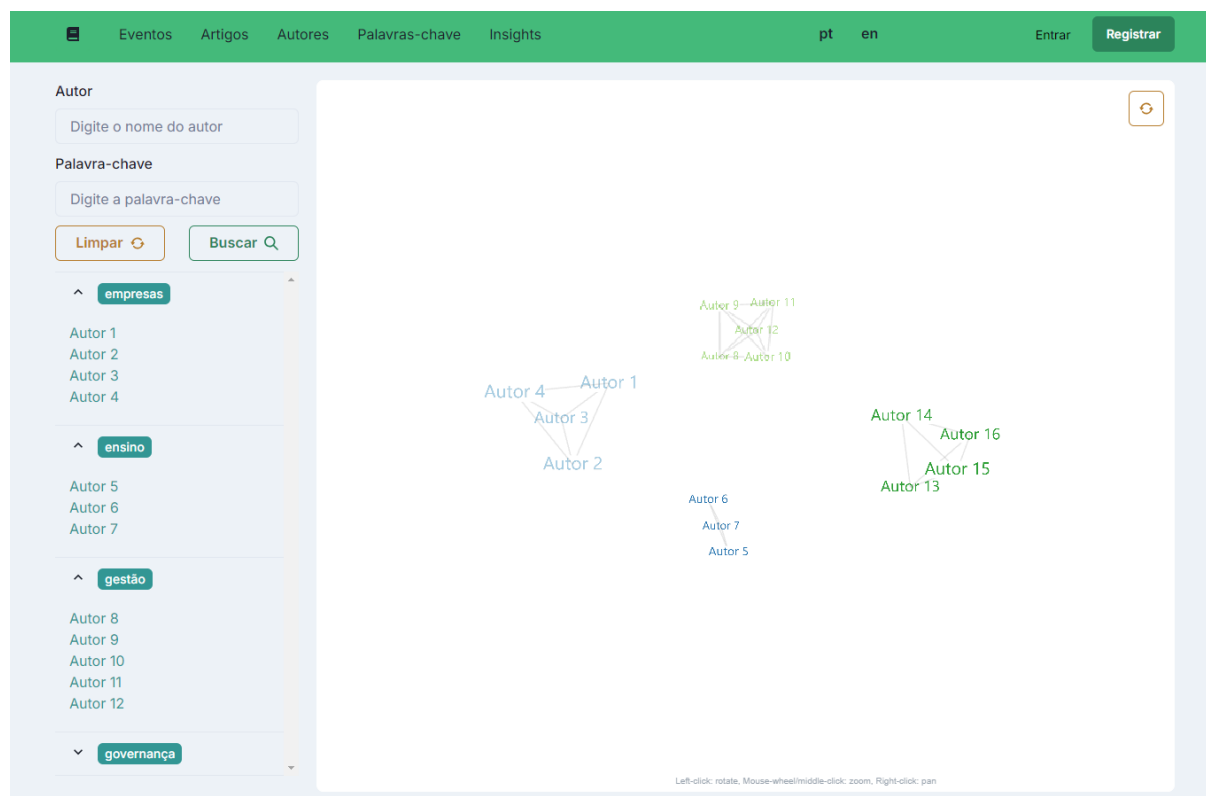 Eventos Artigos Autores Palavras-chave Insights pt en Entrar Registrar
Autor
Digite o nome do autor
Palavra-chave
Digite a palavra-chave
Limpar Buscar
empresas
Autor 1
Autor 2
Autor 3
Autor 4
ensino
Autor 5
Autor 6
Autor 7
gestão
Autor 8
Autor 9
Autor 10
Autor 11
Autor 12
governança
Autor 9 Autor 11
Autor 12
Autor 8 Autor 10
Autor 4 Autor 1
Autor 3
Autor 2
Autor 14
Autor 16
Autor 15
Autor 13
Autor 6
Autor 7
Autor 5
Left-click: rotate, Mouse-wheel/middle-click: zoom, Right-click: pan